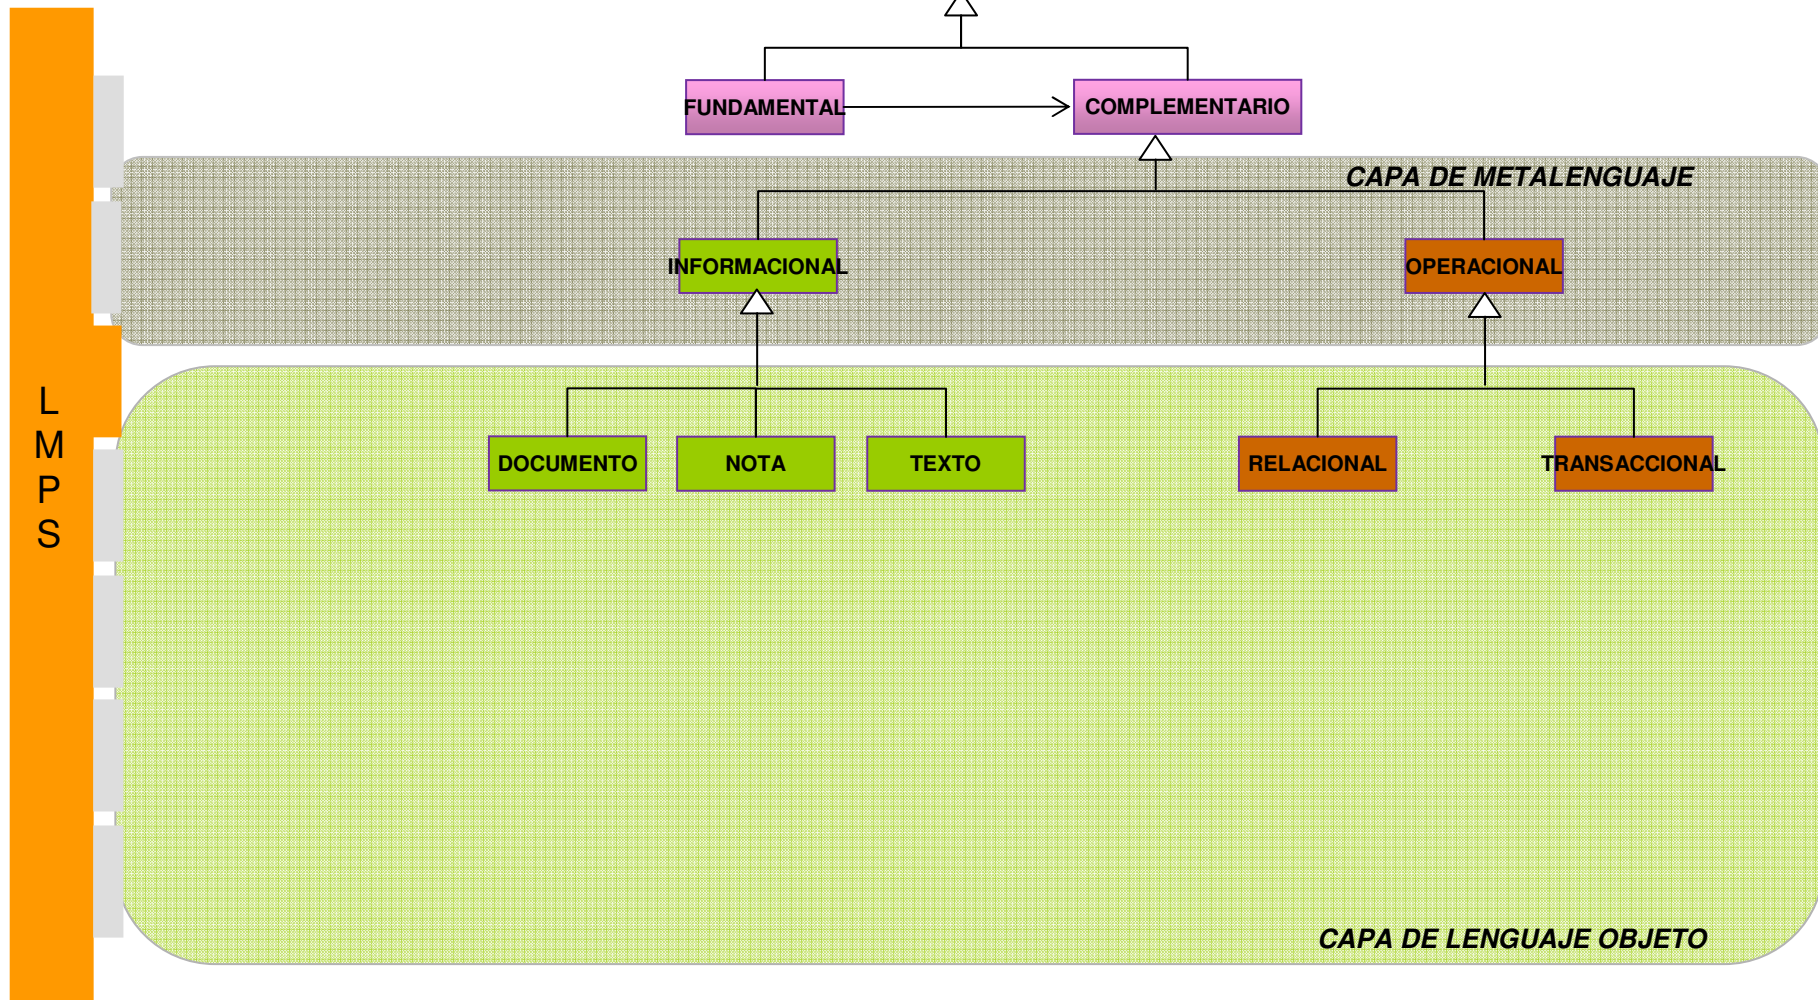 FUNDAMENTAL
COMPLEMENTARIO
CAPA DE METALENGUAJE
INFORMACIONAL
OPERACIONAL
L
M
P
S
DOCUMENTO
NOTA
TEXTO
RELACIONAL
TRANSACCIONAL
CAPA DE LENGUAJE OBJETO